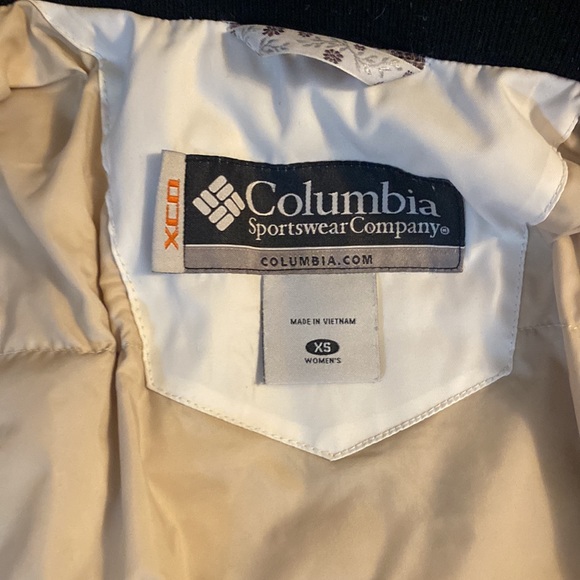 XCO
Columbia
Sportswear Company®
COLUMBIA.COM
MADE IN VIETNAM
XS
WOMEN'S